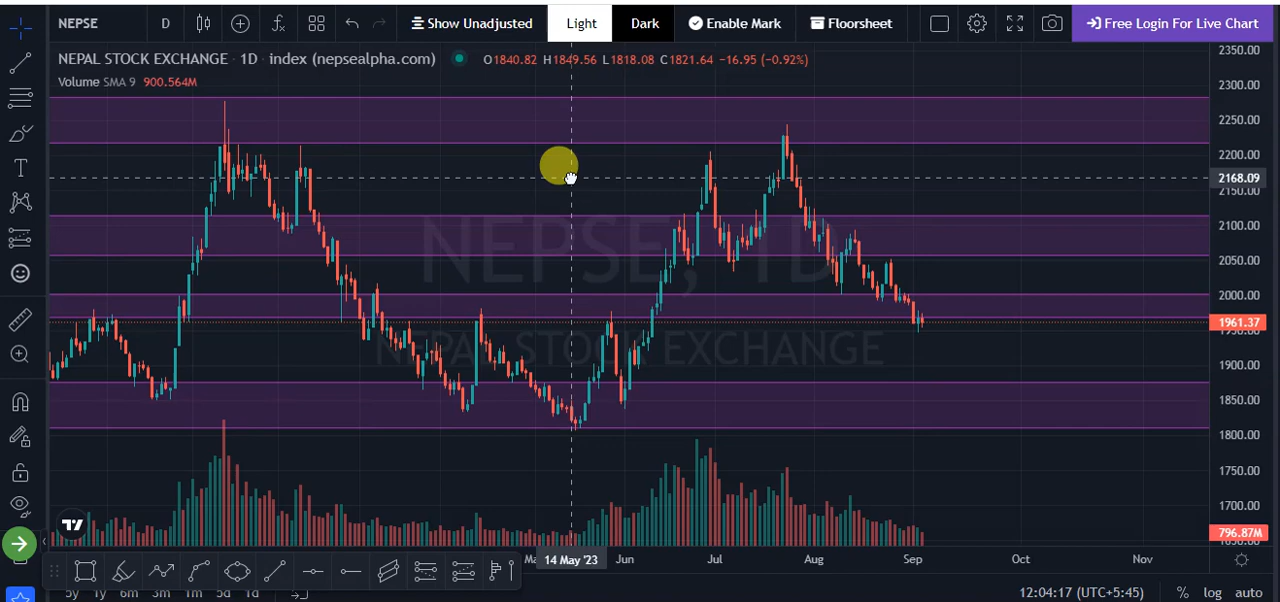 NEPSE D Show Unadjusted Light Dark Enable Mark Floorsheet Free Login For Live Chart
NEPAL STOCK EXCHANGE · 1D · index (nepsealpha.com) O1840.82 H1849.56 L1818.08 C1821.64 −16.95 (−0.92%)
Volume SMA 9 900.564M
2350.00
2300.00
2250.00
2200.00
2168.09
2150.00
2100.00
2050.00
2000.00
1961.37
1950.00
1900.00
1850.00
1800.00
1750.00
1700.00
796.87M
1650.00
NEPSE, 1D
NEPAL STOCK EXCHANGE
14 May '23 Jun Jul Aug Sep Oct Nov
5y 1y 6m 3m 1m 5d 1d 12:04:17 (UTC+5:45) % log auto